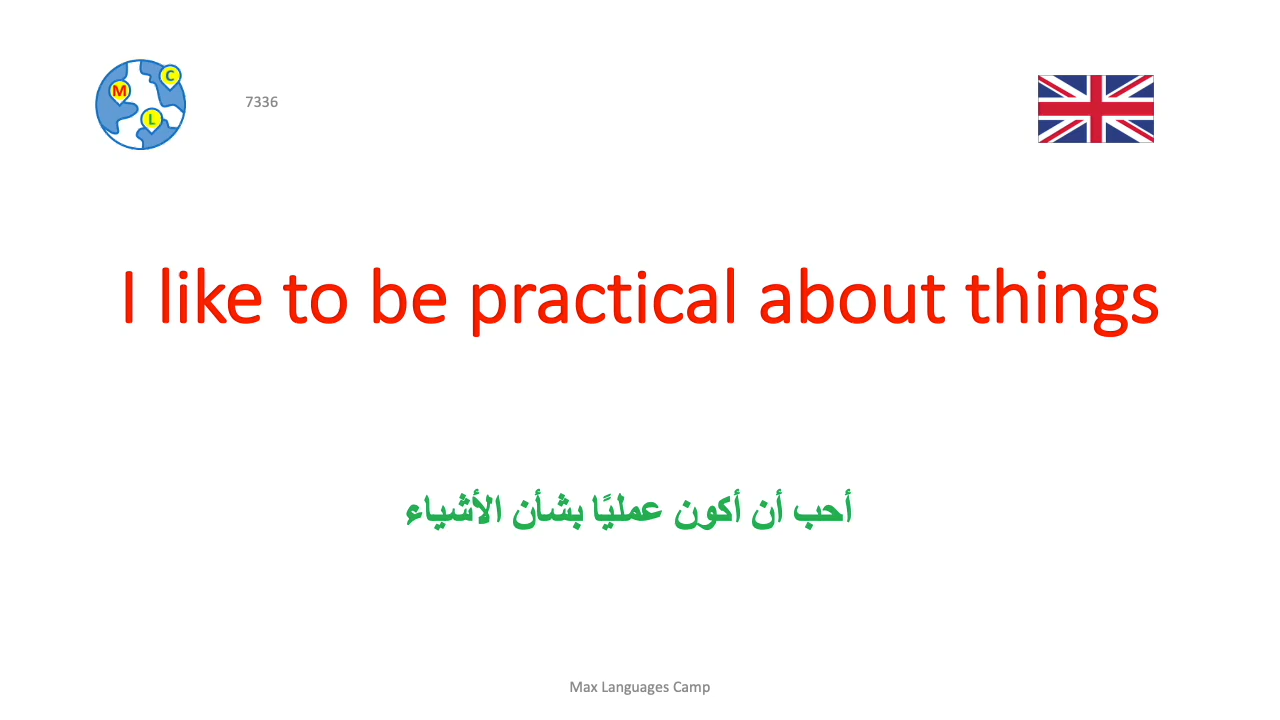 M
C
L
7336
I like to be practical about things
أحب أن أكون عمليًا بشأن الأشياء
Max Languages Camp